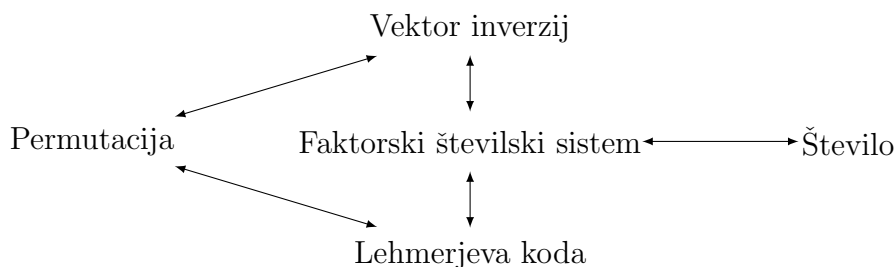 Vektor inverzij
Permutacija
Faktorski številski sistem
Število
Lehmerjeva koda